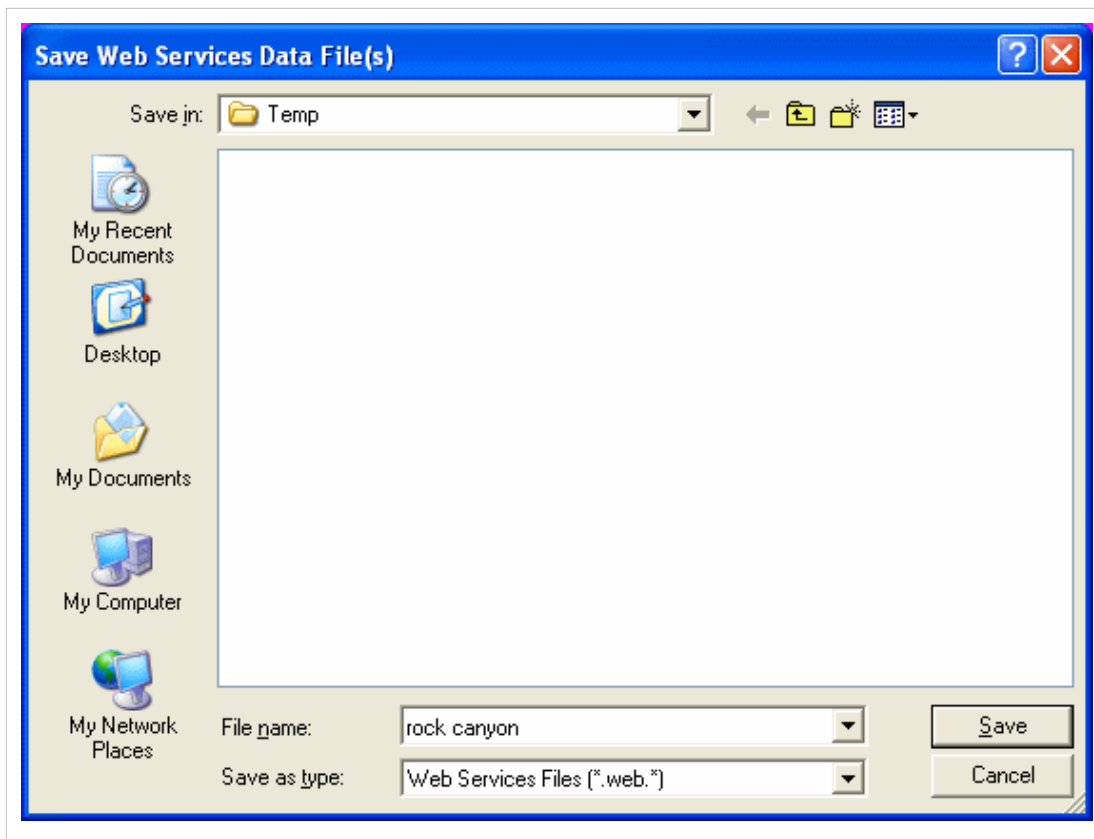 Save Web Services Data File(s)
Save in:
Temp
My Recent
Documents
Desktop
My Documents
My Computer
My Network
Places
File name:
rock canyon
Save
Save as type:
Web Services Files (*.web.*)
Cancel